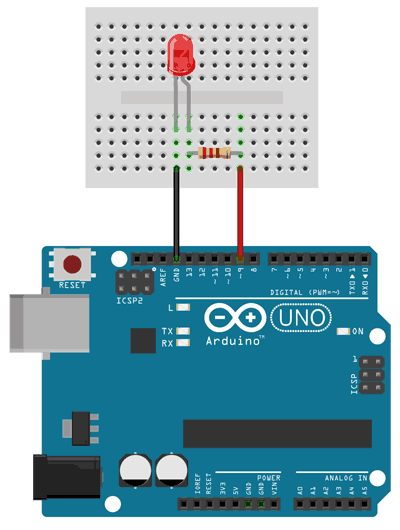 RESET
ICSP2
AREF
GND
13
12
~11
~10
~9
8
7
~6
~5
4
~3
2
TX0▶1
RX0◀0
DIGITAL (PWM=~)
L
TX
RX
Arduino™
UNO
ON
1
ICSP
IOREF
RESET
3V3
5V
GND
GND
VIN
POWER
ANALOG IN
A0
A1
A2
A3
A4
A5